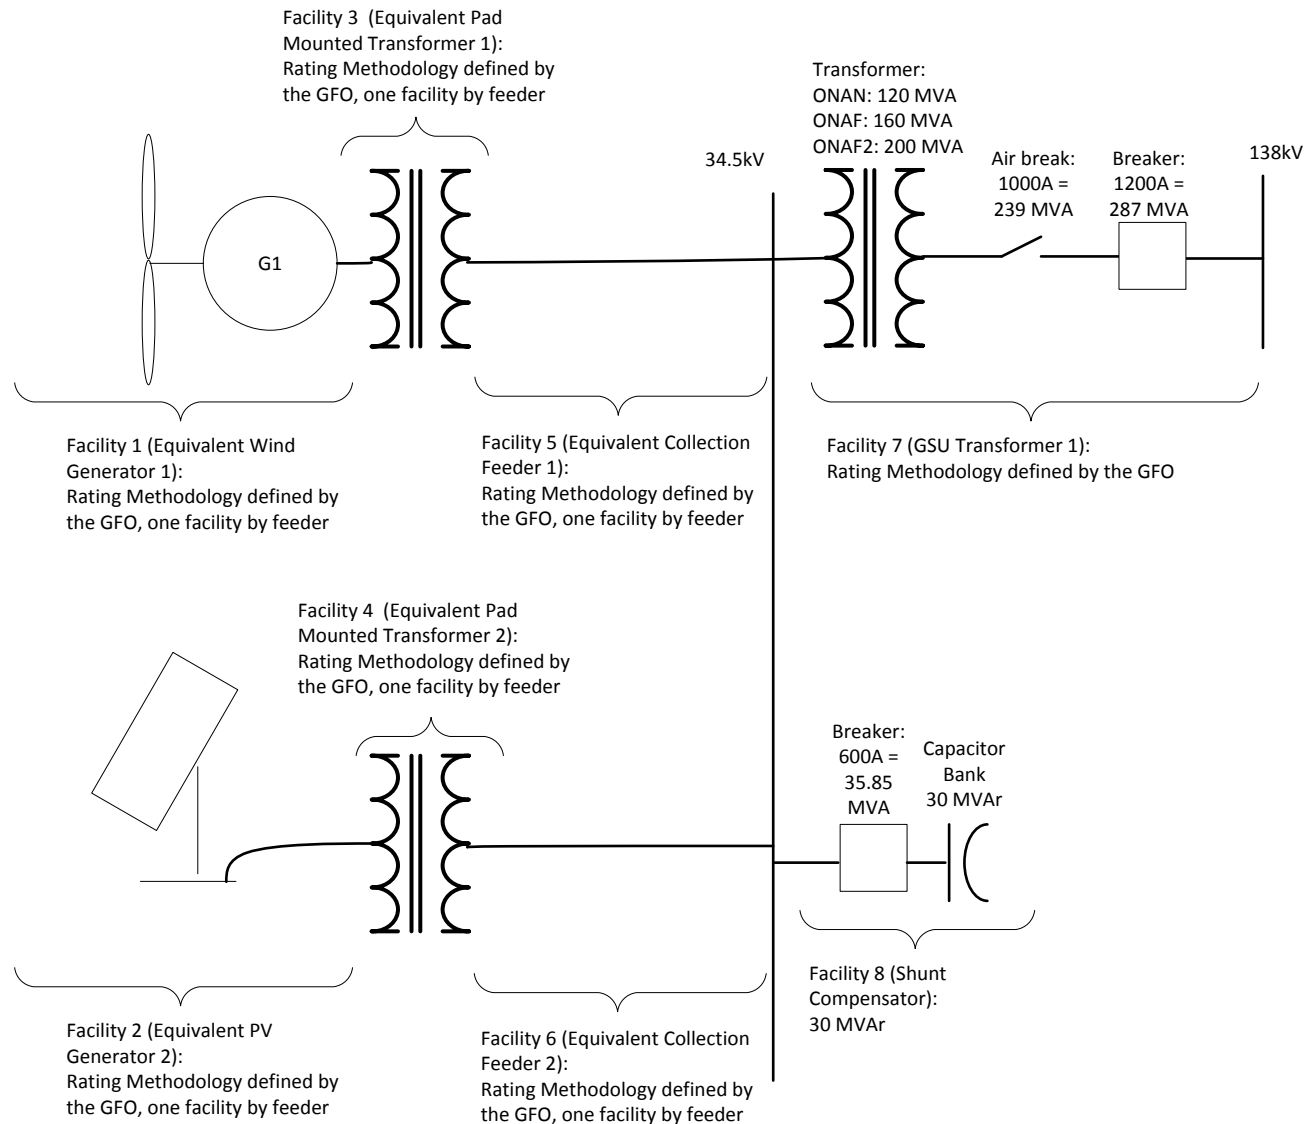 Facility 3  (Equivalent Pad
Mounted Transformer 1):
Rating Methodology defined by
the GFO, one facility by feeder
Transformer:
ONAN: 120 MVA
ONAF: 160 MVA
ONAF2: 200 MVA
34.5kV
Air break:
1000A =
239 MVA
Breaker:
1200A =
287 MVA
138kV
G1
Facility 1 (Equivalent Wind
Generator 1):
Rating Methodology defined by
the GFO, one facility by feeder
Facility 5 (Equivalent Collection
Feeder 1):
Rating Methodology defined by
the GFO, one facility by feeder
Facility 7 (GSU Transformer 1):
Rating Methodology defined by the GFO
Facility 4  (Equivalent Pad
Mounted Transformer 2):
Rating Methodology defined by
the GFO, one facility by feeder
Breaker:
600A =
35.85
MVA
Capacitor
Bank
30 MVAr
Facility 8 (Shunt
Compensator):
30 MVAr
Facility 2 (Equivalent PV
Generator 2):
Rating Methodology defined by
the GFO, one facility by feeder
Facility 6 (Equivalent Collection
Feeder 2):
Rating Methodology defined by
the GFO, one facility by feeder